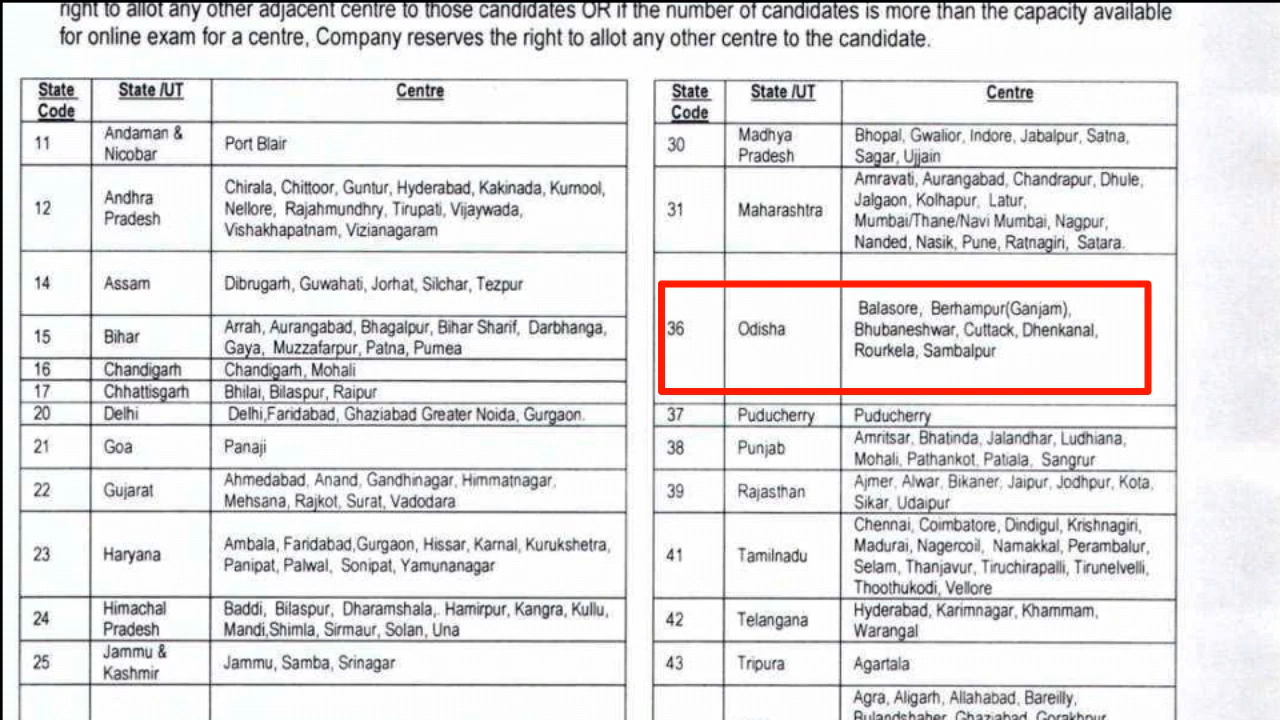 right to allot any other adjacent centre to those candidates OR if the number of candidates is more than the capacity available
for online exam for a centre, Company reserves the right to allot any other centre to the candidate.
State Code State /UT Centre
11 Andaman & Nicobar Port Blair
12 Andhra Pradesh Chirala, Chittoor, Guntur, Hyderabad, Kakinada, Kurnool,
Nellore, Rajahmundhry, Tirupati, Vijaywada,
Vishakhapatnam, Vizianagaram
14 Assam Dibrugarh, Guwahati, Jorhat, Silchar, Tezpur
15 Bihar Arrah, Aurangabad, Bhagalpur, Bihar Sharif, Darbhanga,
Gaya, Muzzafarpur, Patna, Purnea
16 Chandigarh Chandigarh, Mohali
17 Chhattisgarh Bhilai, Bilaspur, Raipur
20 Delhi Delhi,Faridabad, Ghaziabad Greater Noida, Gurgaon.
21 Goa Panaji
22 Gujarat Ahmedabad, Anand, Gandhinagar, Himmatnagar,
Mehsana, Rajkot, Surat, Vadodara
23 Haryana Ambala, Faridabad,Gurgaon, Hissar, Karnal, Kurukshetra,
Panipat, Palwal, Sonipat, Yamunanagar
24 Himachal Pradesh Baddi, Bilaspur, Dharamshala,. Hamirpur, Kangra, Kullu,
Mandi,Shimla, Sirmaur, Solan, Una
25 Jammu & Kashmir Jammu, Samba, Srinagar
State Code State /UT Centre
30 Madhya Pradesh Bhopal, Gwalior, Indore, Jabalpur, Satna,
Sagar, Ujjain
31 Maharashtra Amravati, Aurangabad, Chandrapur, Dhule,
Jalgaon, Kolhapur, Latur,
Mumbai/Thane/Navi Mumbai, Nagpur,
Nanded, Nasik, Pune, Ratnagiri, Satara.
36 Odisha Balasore, Berhampur(Ganjam),
Bhubaneshwar, Cuttack, Dhenkanal,
Rourkela, Sambalpur
37 Puducherry Puducherry
38 Punjab Amritsar, Bhatinda, Jalandhar, Ludhiana,
Mohali, Pathankot, Patiala, Sangrur
39 Rajasthan Ajmer, Alwar, Bikaner, Jaipur, Jodhpur, Kota,
Sikar, Udaipur
41 Tamilnadu Chennai, Coimbatore, Dindigul, Krishnagiri,
Madurai, Nagercoil, Namakkal, Perambalur,
Selam, Thanjavur, Tiruchirapalli, Tirunelvelli,
Thoothukodi, Vellore
42 Telangana Hyderabad, Karimnagar, Khammam,
Warangal
43 Tripura Agartala
Agra, Aligarh, Allahabad, Bareilly,
Bulandshaher, Ghaziabad, Gorakhpur,